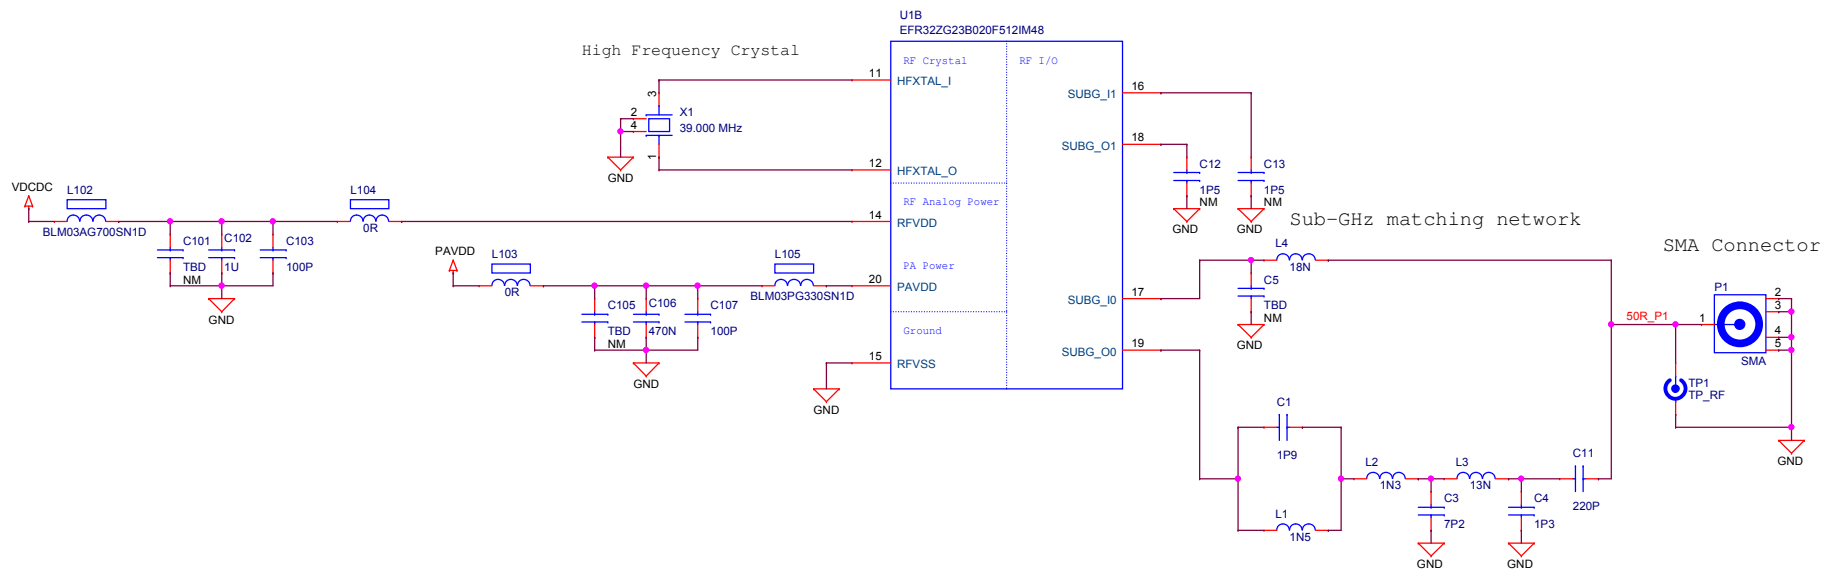 U1B
EFR32ZG23B020F512IM48
High Frequency Crystal
RF Crystal
RF I/O
11
HFXTAL_I
3
2
4
X1
39.000 MHz
1
GND
12
HFXTAL_O
SUBG_I1
16
SUBG_O1
18
C12
1P5
NM
GND
C13
1P5
NM
GND
VDCDC
L102
BLM03AG700SN1D
L104
0R
C101
TBD
NM
C102
1U
C103
100P
GND
RF Analog Power
14
RFVDD
PAVDD
L103
0R
L105
BLM03PG330SN1D
PA Power
20
PAVDD
C105
TBD
NM
C106
470N
C107
100P
GND
Ground
15
RFVSS
GND
Sub-GHz matching network
L4
18N
SUBG_I0
17
C5
TBD
NM
GND
SUBG_O0
19
SMA Connector
P1
50R_P1
1
2
3
4
5
SMA
TP1
TP_RF
GND
C1
1P9
L1
1N5
L2
1N3
L3
13N
C11
220P
C3
7P2
GND
C4
1P3
GND